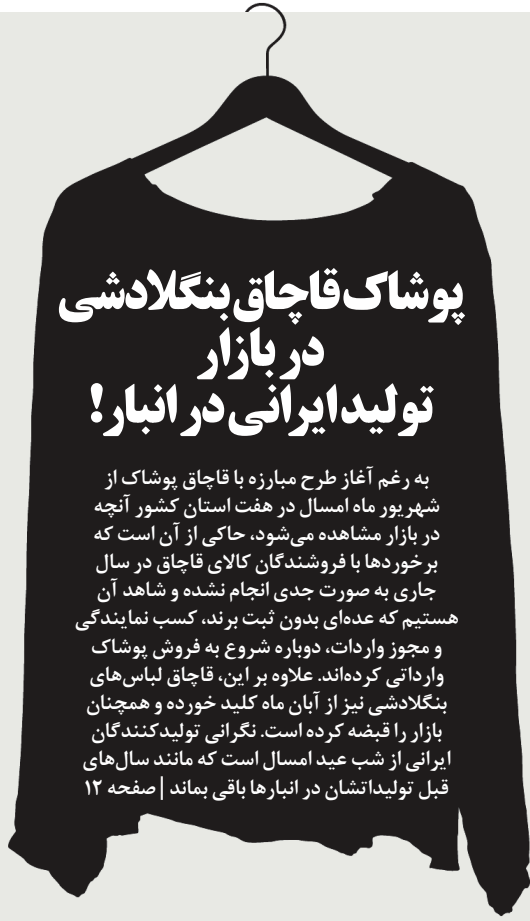 پوشاک قاچاق بنگلادشی
در بازار
تولید ایرانی در انبار!
به رغم آغاز طرح مبارزه با قاچاق پوشاک از
شهریور ماه امسال در هفت استان کشور آنچه
در بازار مشاهده می‌شود، حاکی از آن است که
برخوردها با فروشندگان کالای قاچاق در سال
جاری به صورت جدی انجام نشده و شاهد آن
هستیم که عده‌ای بدون ثبت برند، کسب نمایندگی
و مجوز واردات، دوباره شروع به فروش پوشاک
وارداتی کرده‌اند. علاوه بر این، قاچاق لباس‌های
بنگلادشی نیز از آبان ماه کلید خورده و همچنان
بازار را قبضه کرده است. نگرانی تولیدکنندگان
ایرانی از شب عید امسال است که مانند سال‌های
قبل تولیداتشان در انبارها باقی بماند | صفحه ۱۲